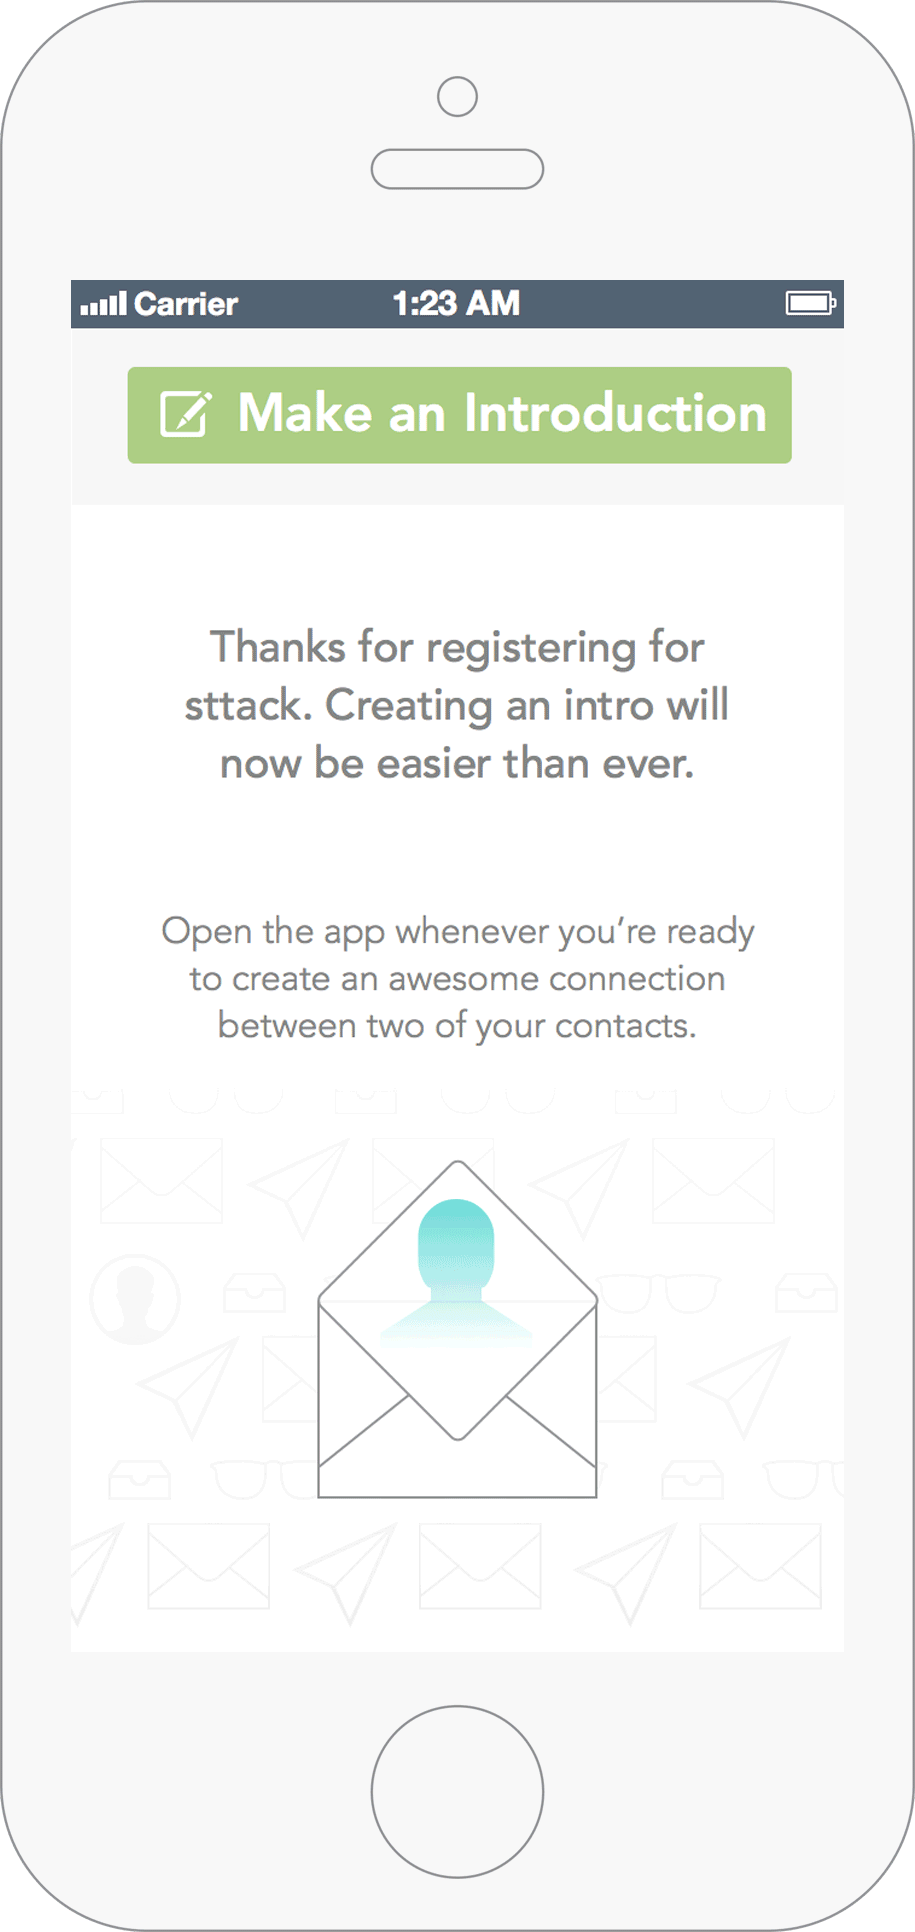 Carrier 1:23 AM
Make an Introduction
Thanks for registering for
sttack. Creating an intro will
now be easier than ever.
Open the app whenever you’re ready
to create an awesome connection
between two of your contacts.